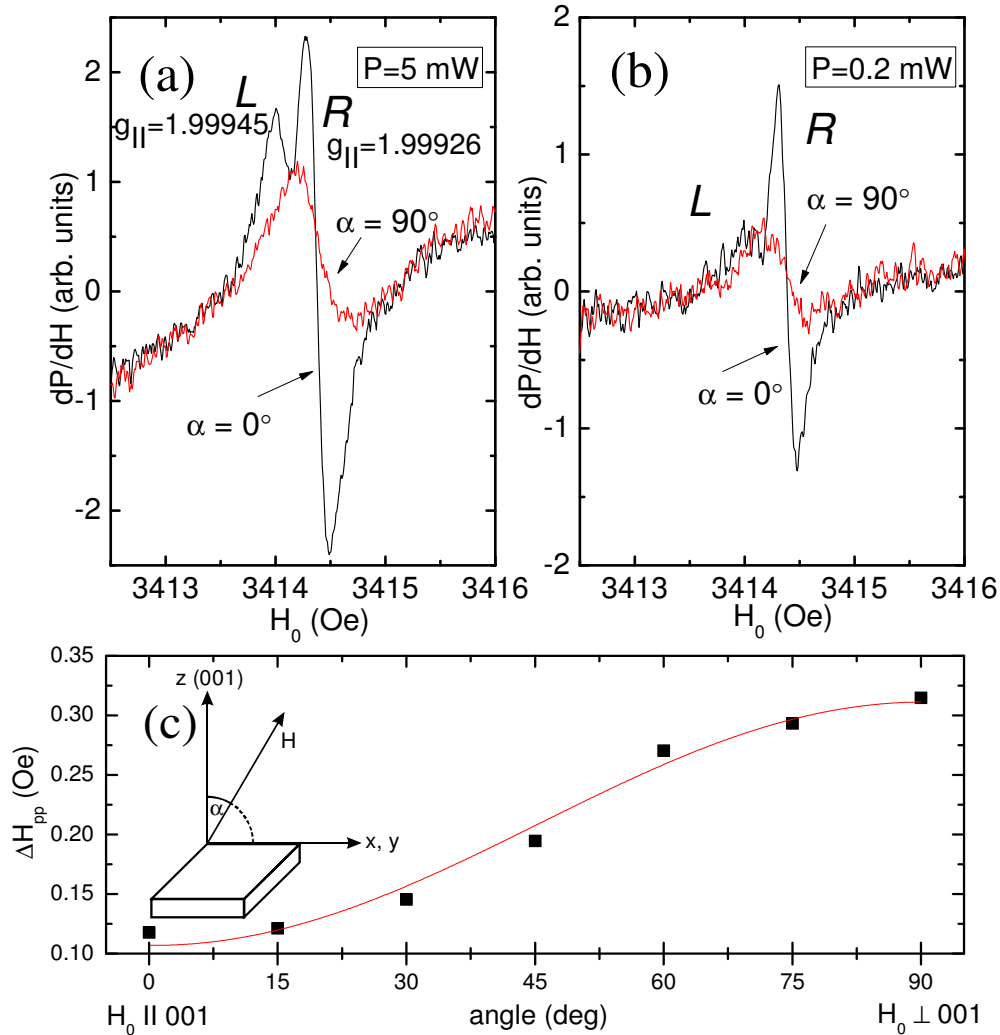 (a)
P=5 mW
L
g||=1.99945
R
g||=1.99926
α = 90°
α = 0°
dP/dH (arb. units)
2
1
0
-1
-2
3413 3414 3415 3416
H0 (Oe)
(b)
P=0.2 mW
R
L
α = 90°
α = 0°
dP/dH (arb. units)
2
1
0
-1
-2
3413 3414 3415 3416
H0 (Oe)
(c)
z (001)
H
α
x, y
ΔHpp (Oe)
0.35
0.30
0.25
0.20
0.15
0.10
0 15 30 45 60 75 90
H0 || 001 angle (deg) H0 ⊥ 001